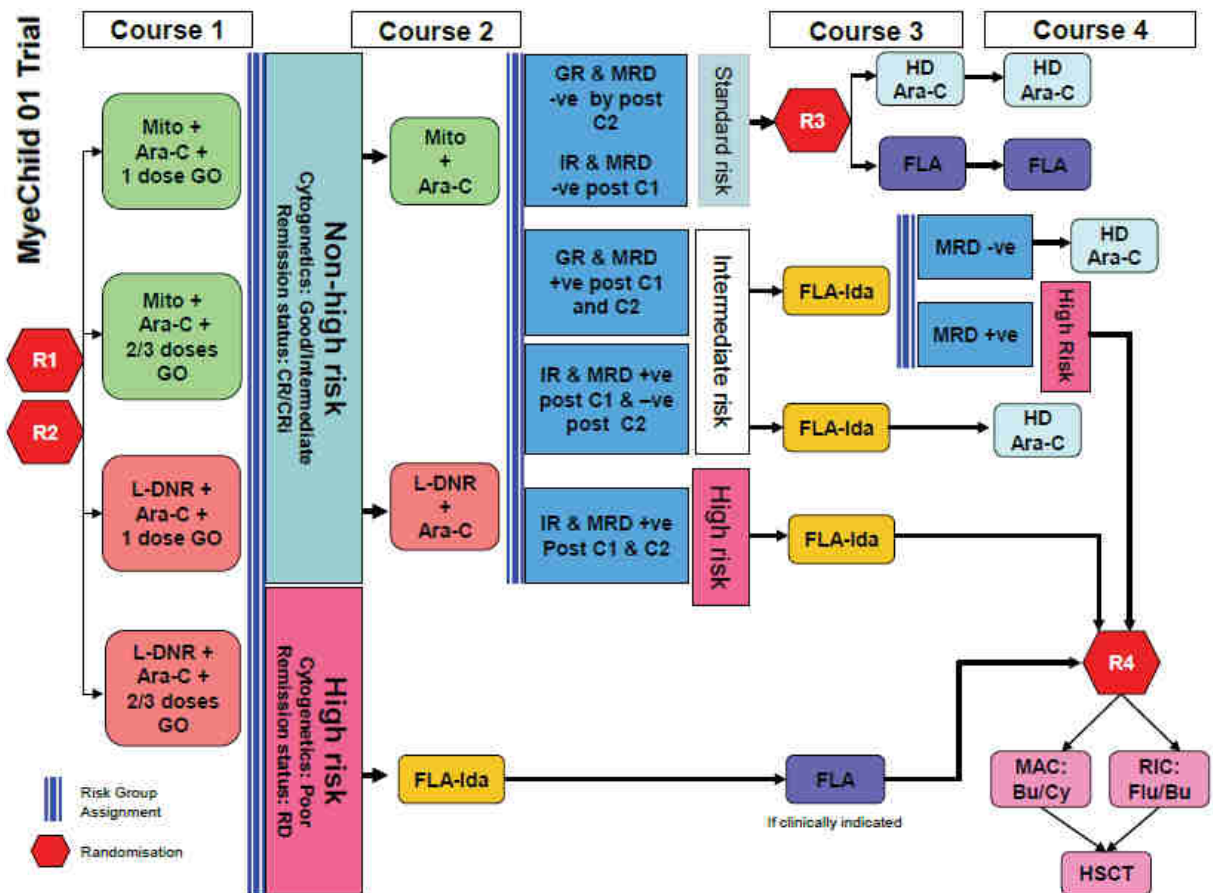 MyeChild 01 Trial
Course 1
Course 2
Course 3
Course 4
R1
R2
Mito +
Ara-C +
1 dose GO
Mito +
Ara-C +
2/3 doses
GO
L-DNR +
Ara-C +
1 dose GO
L-DNR +
Ara-C +
2/3 doses
GO
Non-high risk
Cytogenetics: Good/Intermediate
Remission status: CR/CRi
High risk
Cytogenetics: Poor
Remission status: RD
Mito
+
Ara-C
L-DNR
+
Ara-C
FLA-Ida
GR & MRD
-ve by post
C2
IR & MRD
-ve post C1
Standard risk
GR & MRD
+ve post C1
and C2
IR & MRD +ve
post C1 & –ve
post C2
Intermediate risk
IR & MRD +ve
Post C1 & C2
High risk
R3
HD
Ara-C
HD
Ara-C
FLA
FLA
FLA-Ida
MRD -ve
HD
Ara-C
MRD +ve
High Risk
FLA-Ida
HD
Ara-C
FLA-Ida
FLA
If clinically indicated
R4
MAC:
Bu/Cy
RIC:
Flu/Bu
HSCT
Risk Group
Assignment
Randomisation